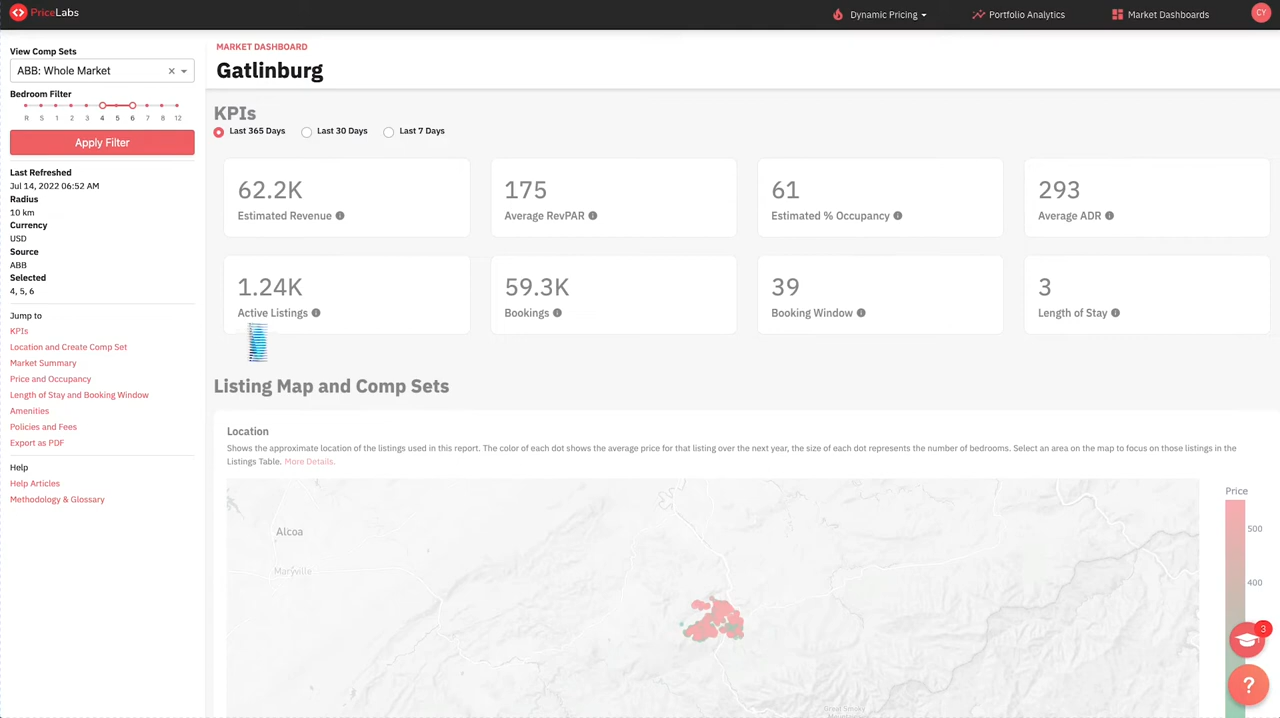 PriceLabs
Dynamic Pricing
Portfolio Analytics
Market Dashboards
CY
View Comp Sets
ABB: Whole Market
Bedroom Filter
R S 1 2 3 4 5 6 7 8 12
Apply Filter
Last Refreshed
Jul 14, 2022 06:52 AM
Radius
10 km
Currency
USD
Source
ABB
Selected
4, 5, 6
Jump to
KPIs
Location and Create Comp Set
Market Summary
Price and Occupancy
Length of Stay and Booking Window
Amenities
Policies and Fees
Export as PDF
Help
Help Articles
Methodology & Glossary
MARKET DASHBOARD
Gatlinburg
KPIs
Last 365 Days Last 30 Days Last 7 Days
62.2K
Estimated Revenue
175
Average RevPAR
61
Estimated % Occupancy
293
Average ADR
1.24K
Active Listings
59.3K
Bookings
39
Booking Window
3
Length of Stay
Listing Map and Comp Sets
Location
Shows the approximate location of the listings used in this report. The color of each dot shows the average price for that listing over the next year, the size of each dot represents the number of bedrooms. Select an area on the map to focus on those listings in the
Listings Table. More Details.
Alcoa
Maryville
Great Smoky
Mountains
Price
500
400
3
?